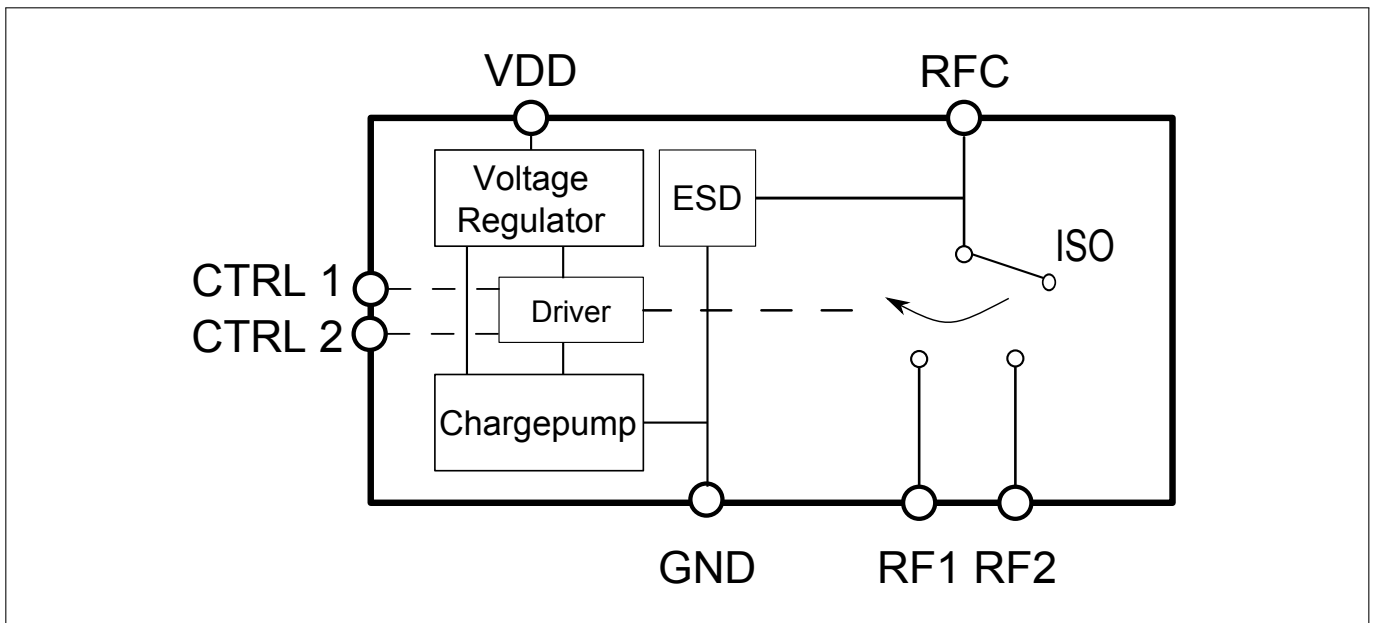 VDD
RFC
Voltage
Regulator
ESD
ISO
CTRL 1
CTRL 2
Driver
Chargepump
GND
RF1
RF2